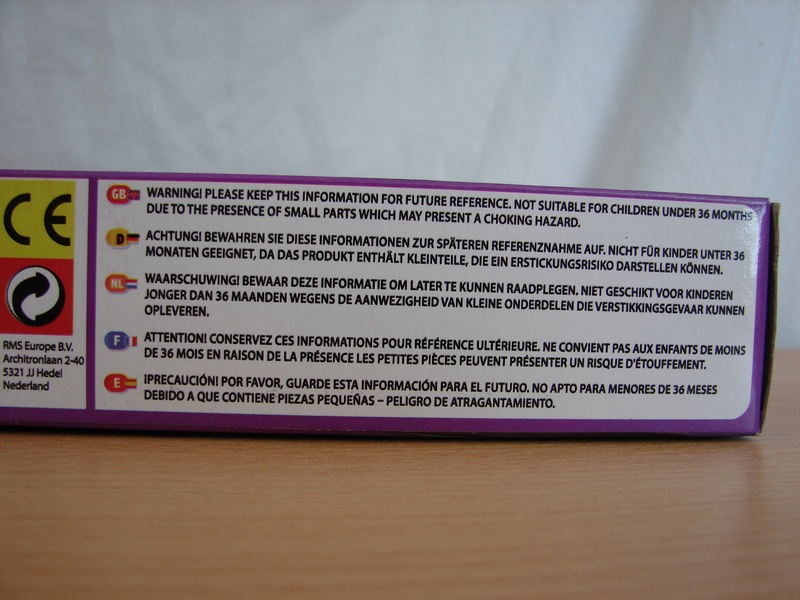 CE
RMS Europe B.V.
Architronlaan 2-40
5321 JJ Hedel
Nederland
GB WARNING! PLEASE KEEP THIS INFORMATION FOR FUTURE REFERENCE. NOT SUITABLE FOR CHILDREN UNDER 36 MONTHS
DUE TO THE PRESENCE OF SMALL PARTS WHICH MAY PRESENT A CHOKING HAZARD.
D ACHTUNG! BEWAHREN SIE DIESE INFORMATIONEN ZUR SPÄTEREN REFERENZNAHME AUF. NICHT FÜR KINDER UNTER 36
MONATEN GEEIGNET, DA DAS PRODUKT ENTHÄLT KLEINTEILE, DIE EIN ERSTICKUNGSRISIKO DARSTELLEN KÖNNEN.
NL WAARSCHUWING! BEWAAR DEZE INFORMATIE OM LATER TE KUNNEN RAADPLEGEN. NIET GESCHIKT VOOR KINDEREN
JONGER DAN 36 MAANDEN WEGENS DE AANWEZIGHEID VAN KLEINE ONDERDELEN DIE VERSTIKKINGSGEVAAR KUNNEN
OPLEVEREN.
F ATTENTION! CONSERVEZ CES INFORMATIONS POUR RÉFÉRENCE ULTÉRIEURE. NE CONVIENT PAS AUX ENFANTS DE MOINS
DE 36 MOIS EN RAISON DE LA PRÉSENCE LES PETITES PIÈCES PEUVENT PRÉSENTER UN RISQUE D'ÉTOUFFEMENT.
E ¡PRECAUCIÓN! POR FAVOR, GUARDE ESTA INFORMACIÓN PARA EL FUTURO. NO APTO PARA MENORES DE 36 MESES
DEBIDO A QUE CONTIENE PIEZAS PEQUEÑAS – PELIGRO DE ATRAGANTAMIENTO.